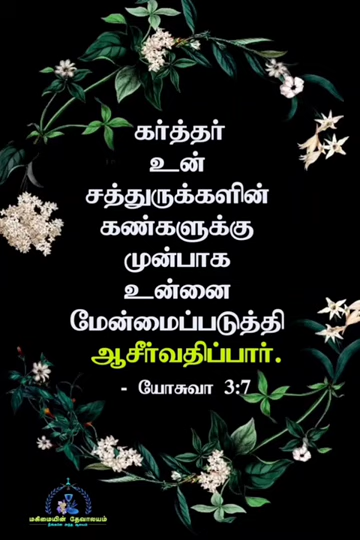 கர்த்தர்
உன்
சத்துருக்களின்
கண்களுக்கு
முன்பாக
உன்னை
மேன்மைப்படுத்தி
ஆசீர்வதிப்பார்.
- யோசுவா 3:7
மகிமையின் தேவாலயம்